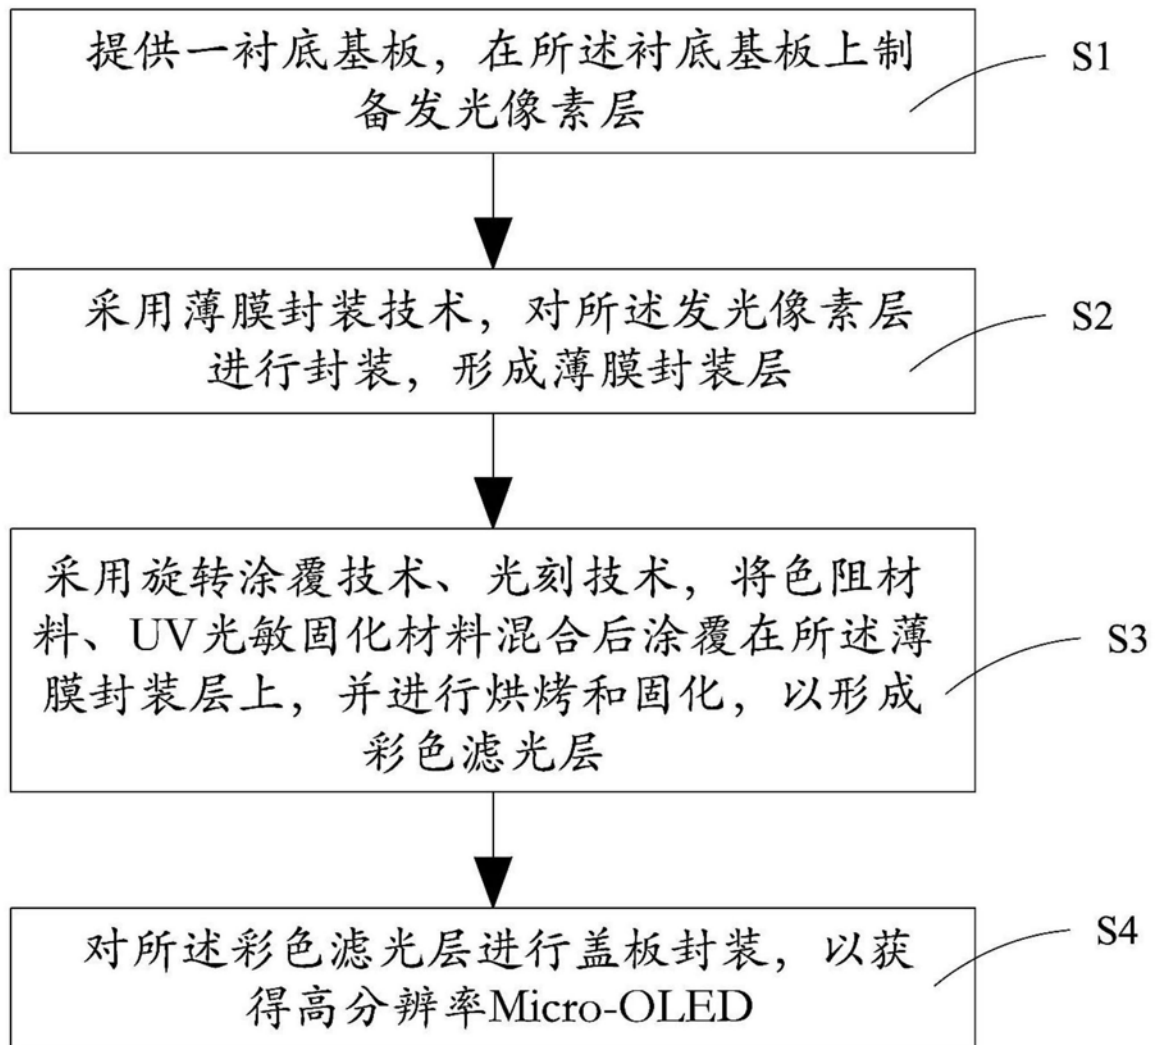 提供一衬底基板，在所述衬底基板上制
备发光像素层
S1
采用薄膜封装技术，对所述发光像素层
进行封装，形成薄膜封装层
S2
采用旋转涂覆技术、光刻技术，将色阻材
料、UV光敏固化材料混合后涂覆在所述薄
膜封装层上，并进行烘烤和固化，以形成
彩色滤光层
S3
对所述彩色滤光层进行盖板封装，以获
得高分辨率Micro-OLED
S4